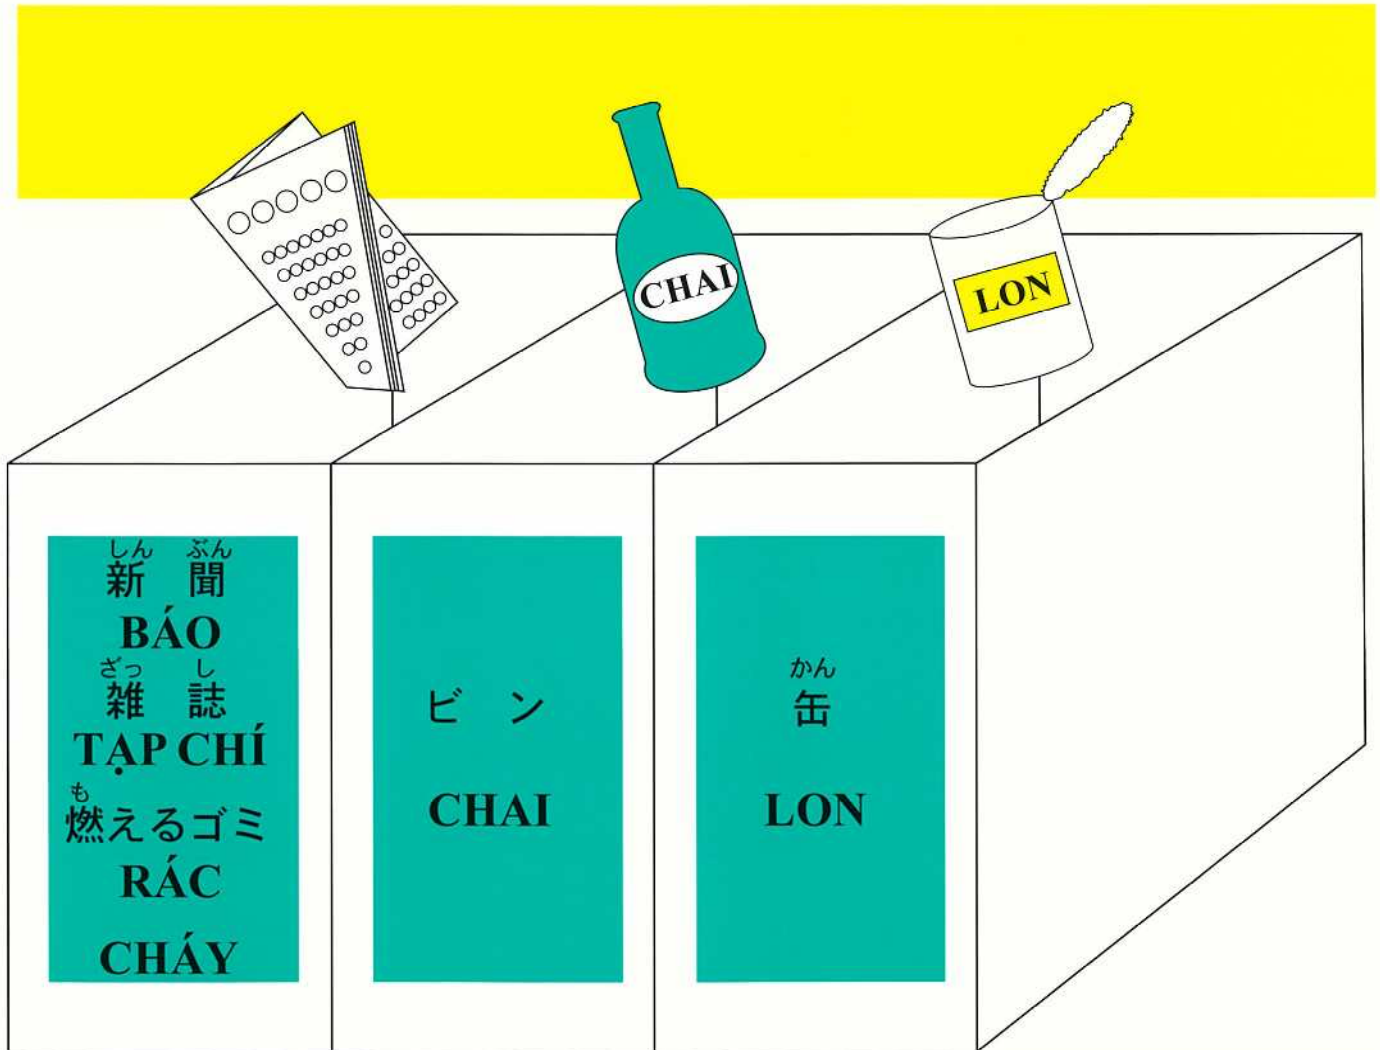 CHAI
LON
しん ぶん
新 聞
BÁO
ざっ し
雑 誌
TẠP CHÍ
も
燃えるゴミ
RÁC
CHÁY
ビ ン
CHAI
かん
缶
LON